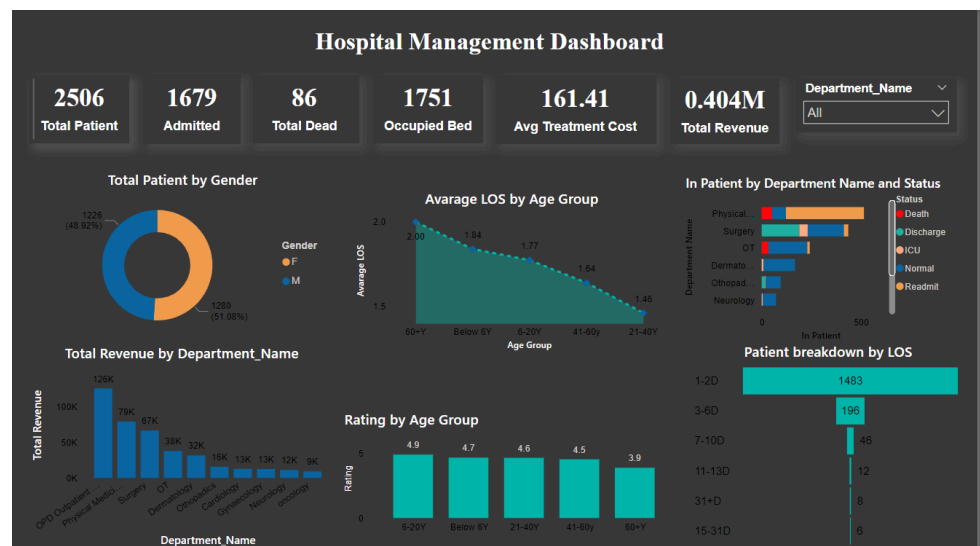 Hospital Management Dashboard
2506
Total Patient
1679
Admitted
86
Total Dead
1751
Occupied Bed
161.41
Avg Treatment Cost
0.404M
Total Revenue
Department_Name
All
Total Patient by Gender
1226
(48.92%)
1280
(51.08%)
Gender
F
M
Avarage LOS by Age Group
Avarage LOS
2.0
1.5
2.00
1.84
1.77
1.64
1.46
60+Y Below 6Y 6-20Y 41-60y 21-40Y
Age Group
In Patient by Department Name and Status
Department Name
Physical...
Surgery
OT
Dermato...
Othopad...
Neurology
0 500
In Patient
Status
Death
Discharge
ICU
Normal
Readmit
Total Revenue by Department_Name
Total Revenue
100K
50K
0K
126K
79K
67K
38K
32K
16K
13K
13K
12K
9K
OPD Outpatient ...
Physical Medici...
Surgery
OT
Dermatology
Othopadics
Cardiology
Gynaecology
Neurology
oncology
Department_Name
Rating by Age Group
Rating
5
0
4.9 4.7 4.6 4.5 3.9
6-20Y Below 6Y 21-40Y 41-60y 60+Y
Patient breakdown by LOS
1-2D 1483
3-6D 196
7-10D 46
11-13D 12
31+D 8
15-31D 6